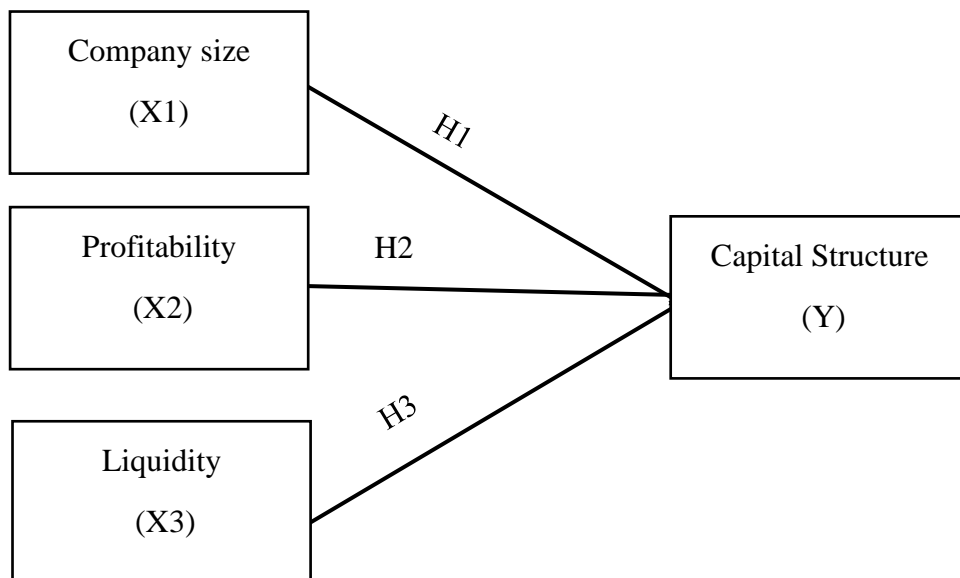 Company size
(X1)
H1
Profitability
(X2)
H2
Capital Structure
(Y)
Liquidity
(X3)
H3